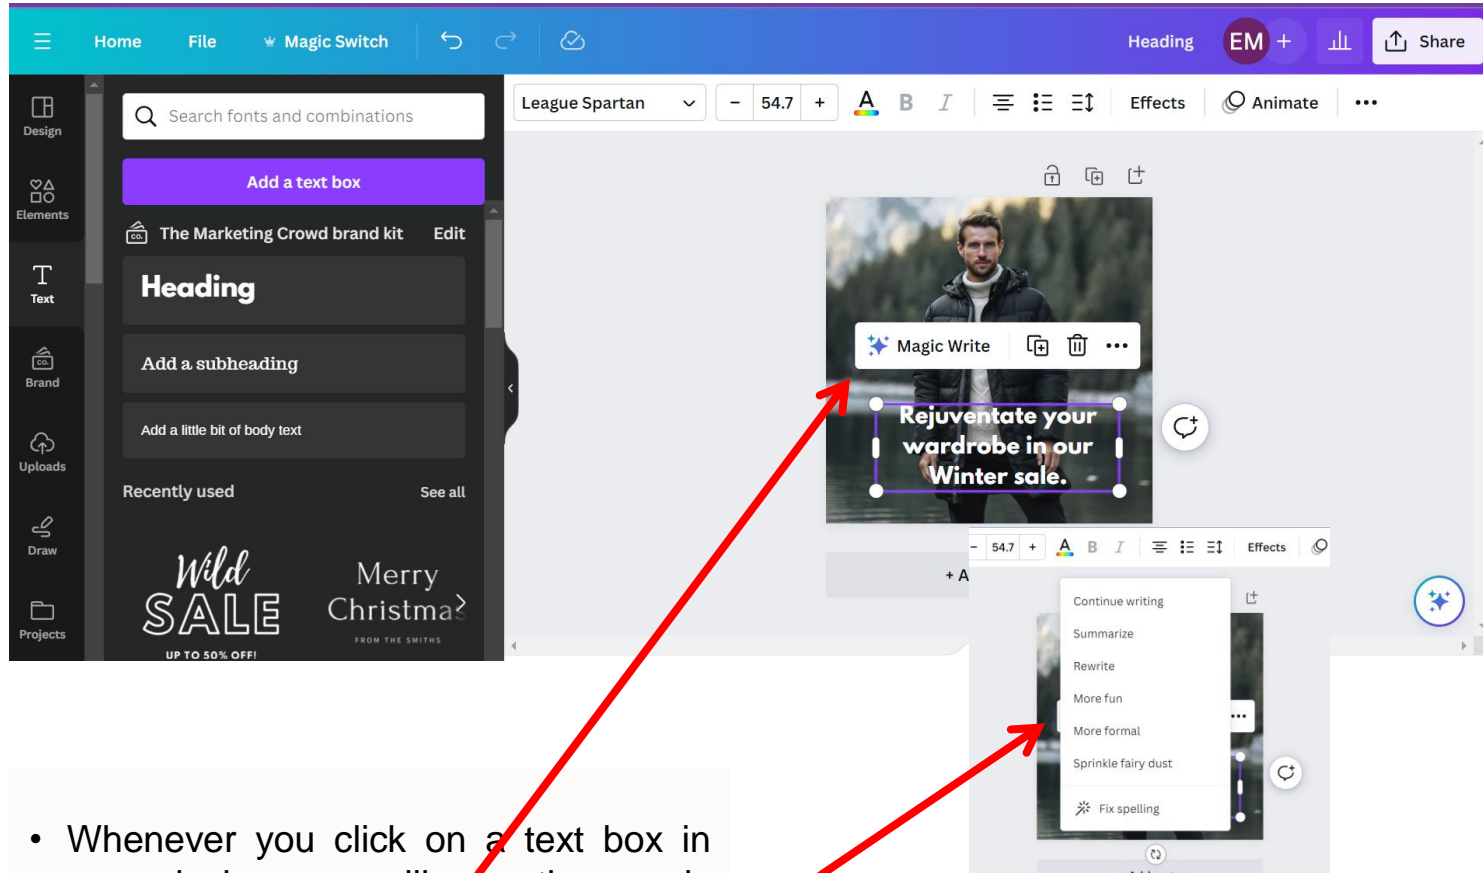 Home File Magic Switch Heading EM + Share
Design
Elements
Text
Brand
Uploads
Draw
Projects
Search fonts and combinations
Add a text box
CO. The Marketing Crowd brand kit Edit
Heading
Add a subheading
Add a little bit of body text
Recently used See all
Wild
SALE
UP TO 50% OFF!
Merry
Christmas
FROM THE SMITHS
League Spartan - 54.7 + A B I Effects Animate
Magic Write
Rejuventate your
wardrobe in our
Winter sale.
+ A
- 54.7 + A B I Effects
Continue writing
Summarize
Rewrite
More fun
More formal
Sprinkle fairy dust
Fix spelling
• Whenever you click on a text box in